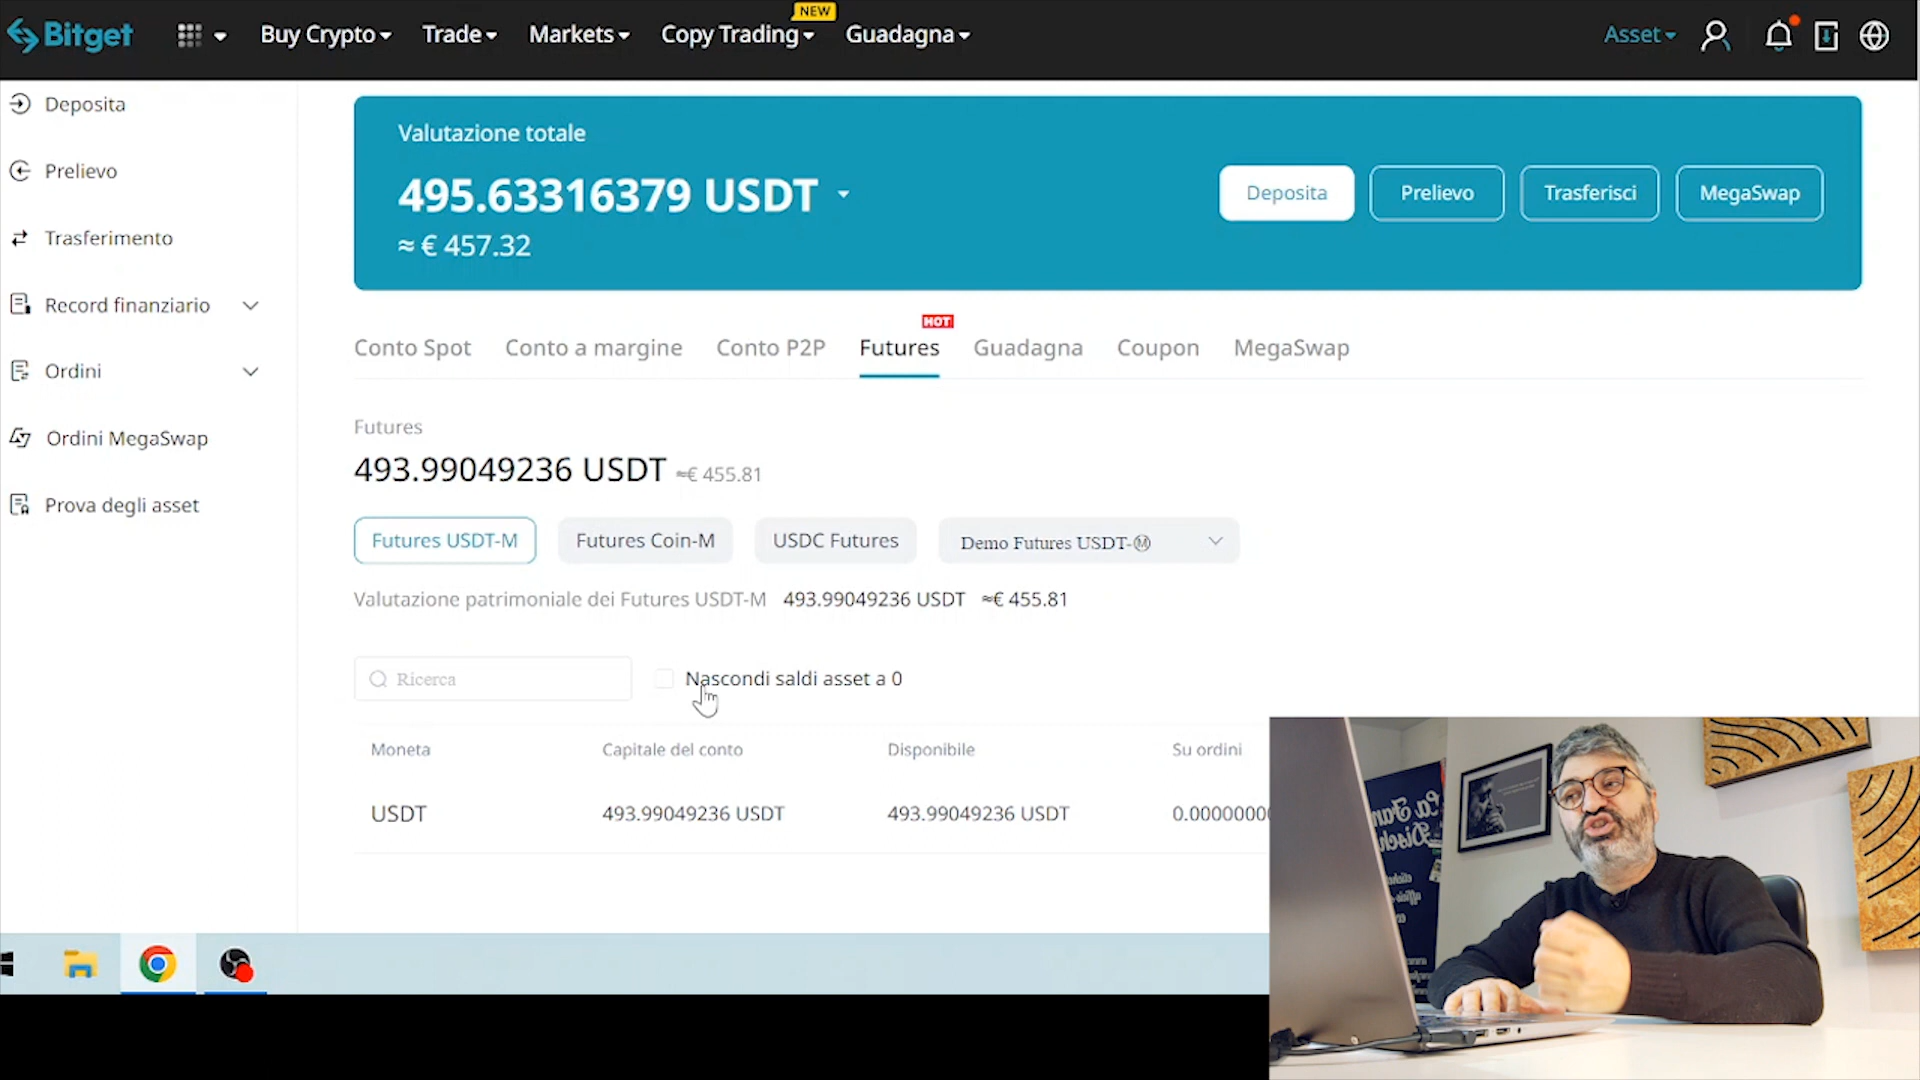 Bitget
Buy Crypto
Trade
Markets
Copy Trading
NEW
Guadagna
Asset
Deposita
Prelievo
Trasferimento
Record finanziario
Ordini
Ordini MegaSwap
Prova degli asset
Valutazione totale
495.63316379 USDT
≈ € 457.32
Deposita
Prelievo
Trasferisci
MegaSwap
Conto Spot
Conto a margine
Conto P2P
Futures
HOT
Guadagna
Coupon
MegaSwap
Futures
493.99049236 USDT ≈€ 455.81
Futures USDT-M
Futures Coin-M
USDC Futures
Demo Futures USDT-Ⓜ
Valutazione patrimoniale dei Futures USDT-M 493.99049236 USDT ≈€ 455.81
Ricerca
Nascondi saldi asset a 0
Moneta Capitale del conto Disponibile Su ordini
USDT 493.99049236 USDT 493.99049236 USDT 0.0000000